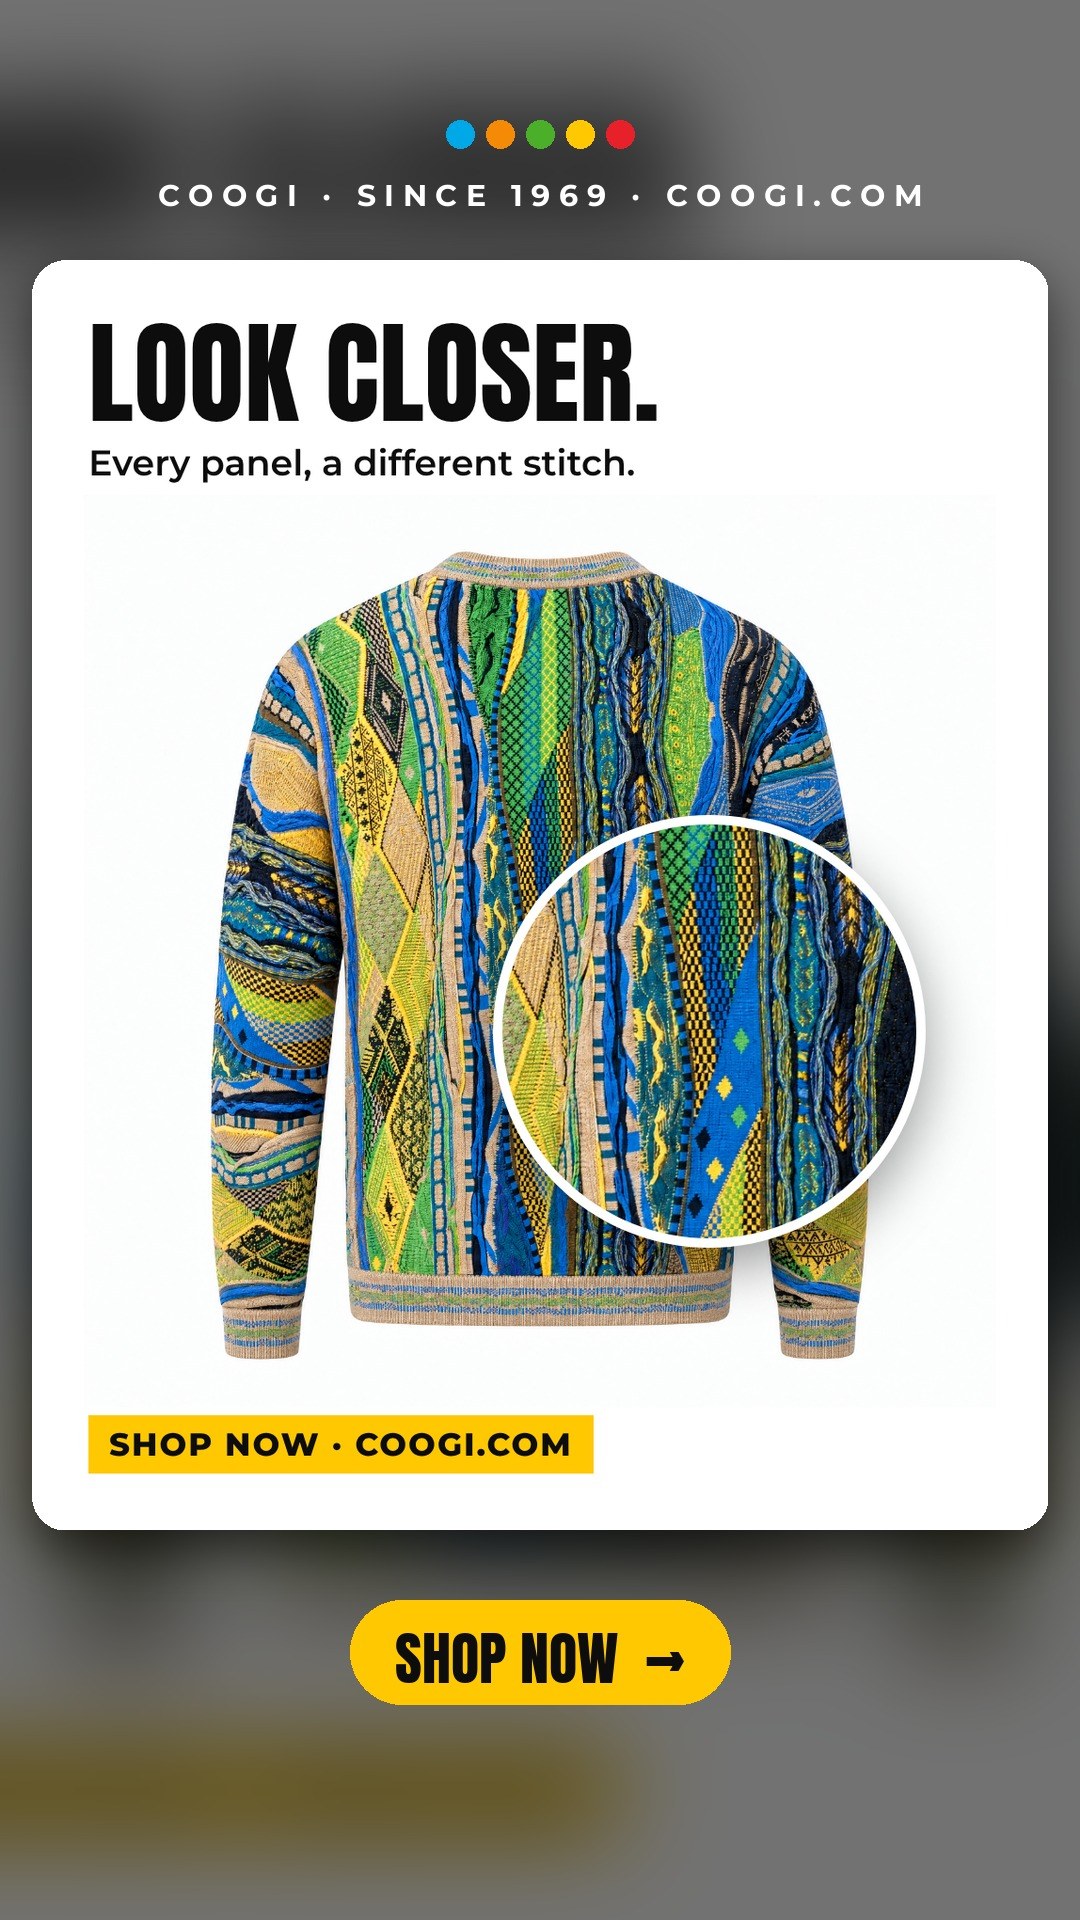 COOGI · SINCE 1969 · COOGI.COM
LOOK CLOSER.
Every panel, a different stitch.
SHOP NOW · COOGI.COM
SHOP NOW →